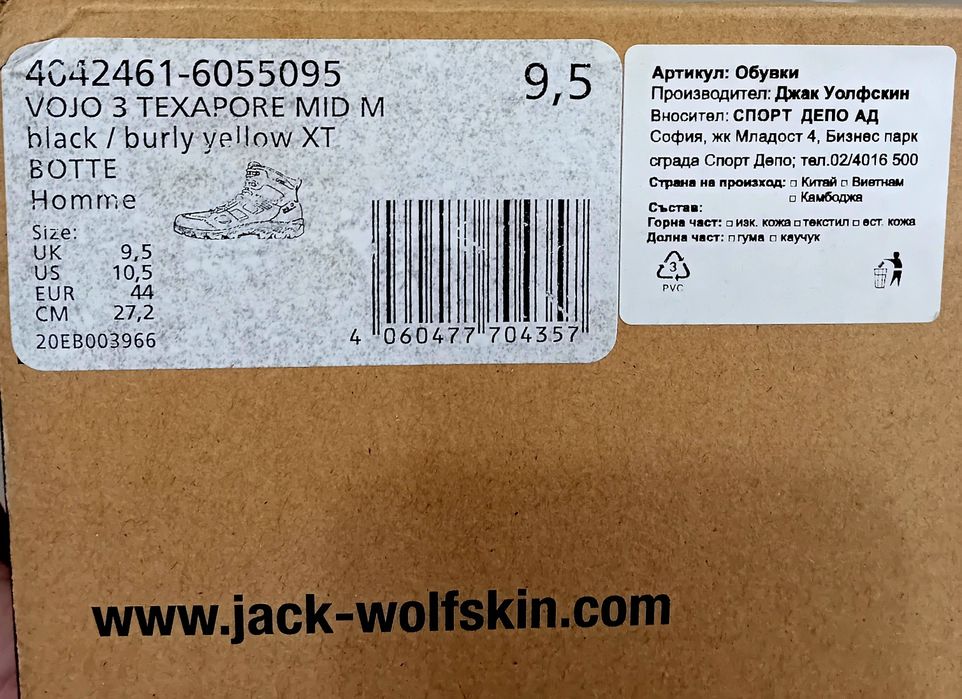 4042461-6055095
9,5
VOJO 3 TEXAPORE MID M
black / burly yellow XT
BOTTE
Homme
Size:
UK 9,5
US 10,5
EUR 44
CM 27,2
20EB003966
4 060477 704357
Артикул: Обувки
Производител: Джак Уолфскин
Вносител: СПОРТ ДЕПО АД
София, жк Младост 4, Бизнес парк
сграда Спорт Депо; тел.02/4016 500
Страна на произход: □ Китай □ Виетнам
□ Камбоджа
Състав:
Горна част: □ изк. кожа □ текстил □ ест. кожа
Долна част: □ гума □ каучук
3
PVC
www.jack-wolfskin.com